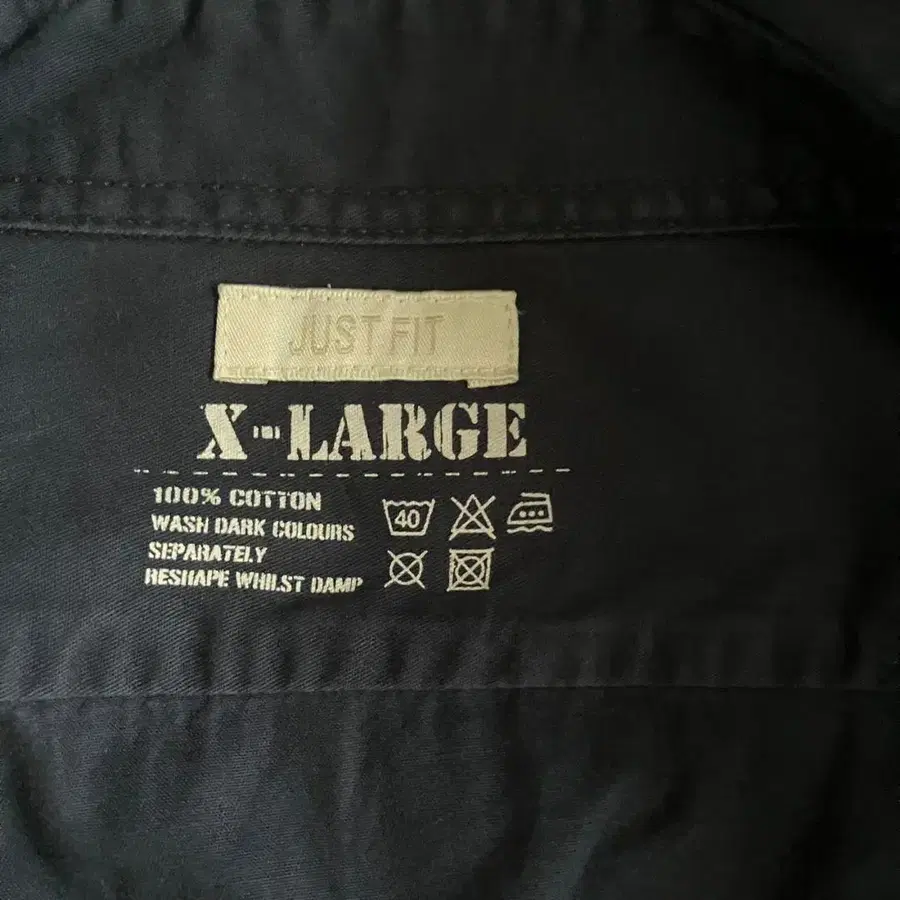 JUST FIT
X-LARGE
100% COTTON
WASH DARK COLOURS
SEPARATELY
RESHAPE WHILST DAMP
40